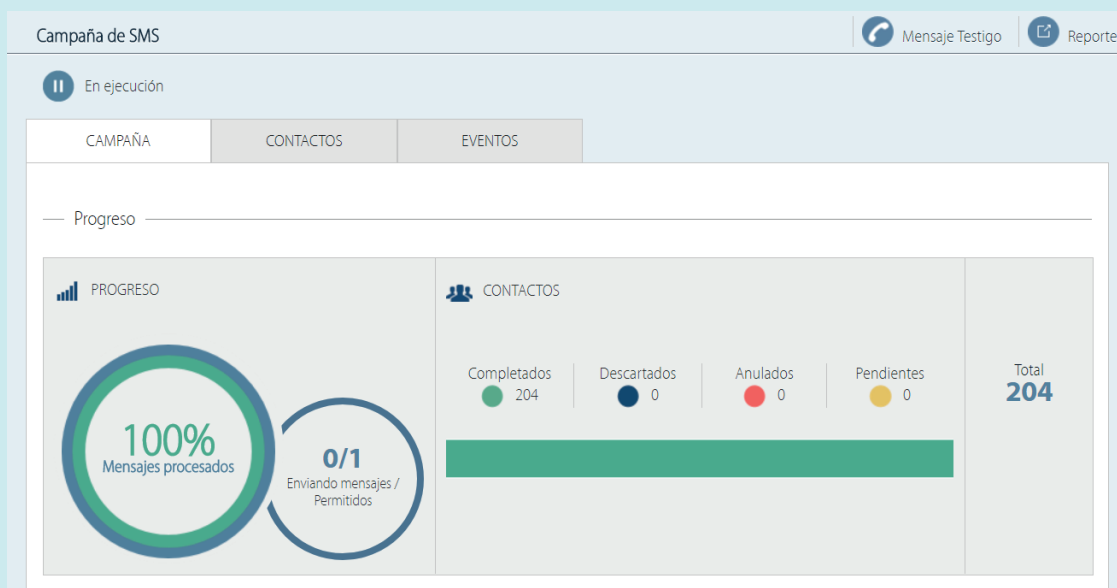 Campaña de SMS
Mensaje Testigo
Reporte
En ejecución
CAMPAÑA
CONTACTOS
EVENTOS
Progreso
PROGRESO
100%
Mensajes procesados
0/1
Enviando mensajes /
Permitidos
CONTACTOS
Completados
204
Descartados
0
Anulados
0
Pendientes
0
Total
204